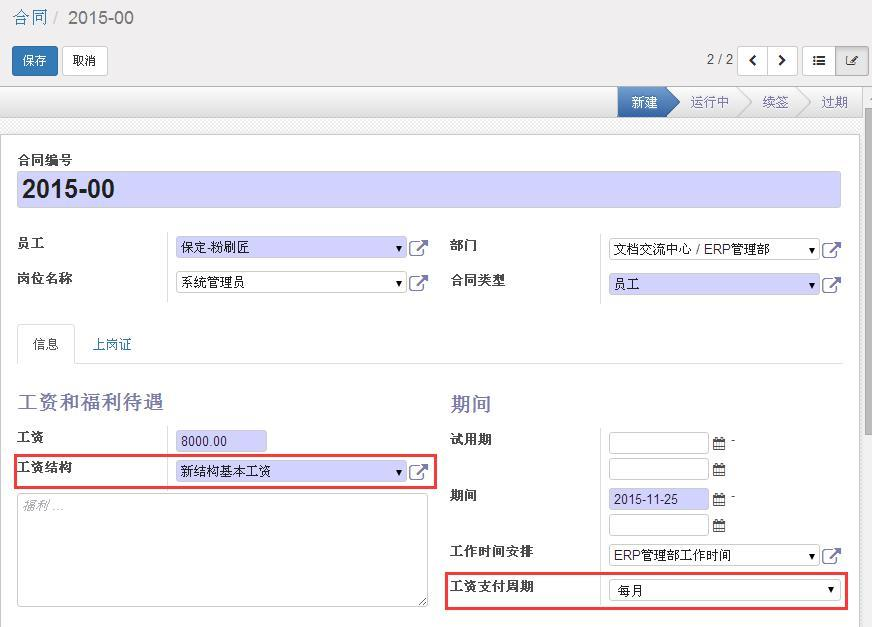 合同 / 2015-00
保存 取消 2 / 2
新建 运行中 续签 过期
合同编号
2015-00
员工 保定-粉刷匠 部门 文档交流中心 / ERP管理部
岗位名称 系统管理员 合同类型 员工
信息 上岗证
工资和福利待遇 期间
工资 8000.00 试用期 -
工资结构 新结构基本工资
福利 ... 期间 2015-11-25 -
工作时间安排 ERP管理部工作时间
工资支付周期 每月